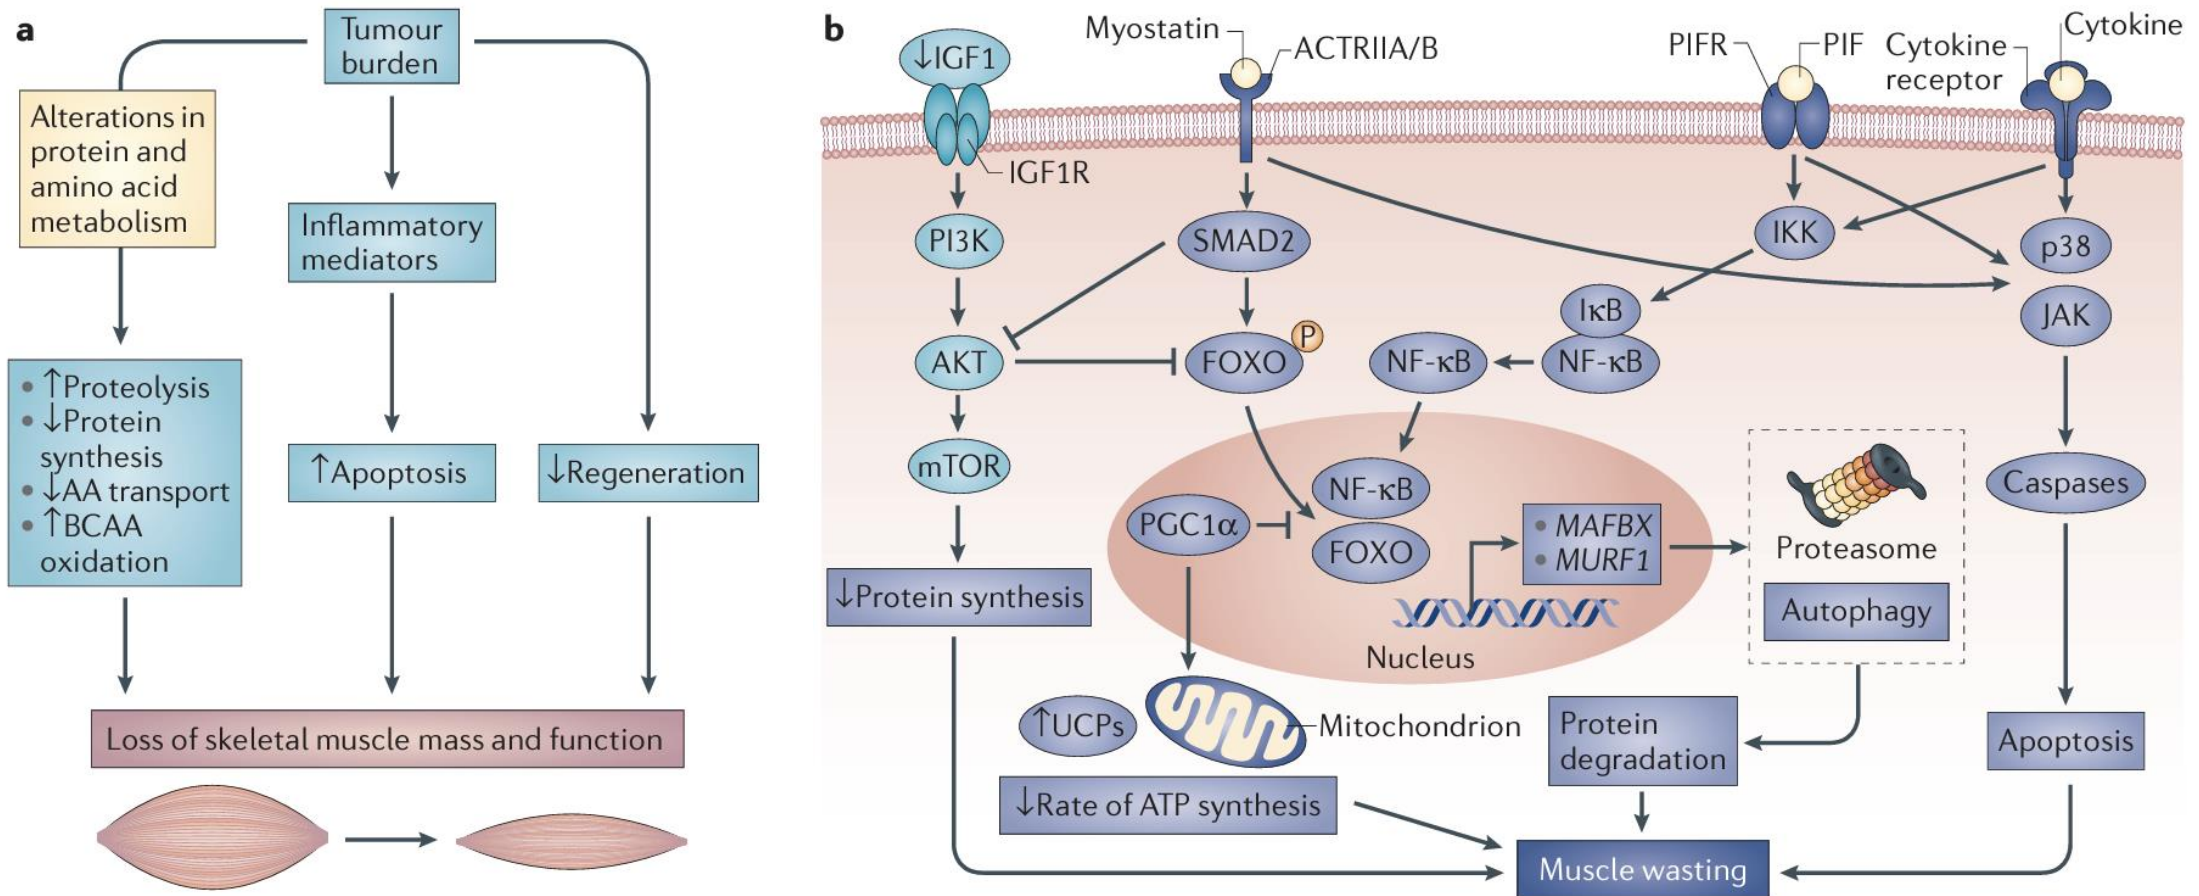 a
Tumour
burden
Alterations in
protein and
amino acid
metabolism
Inflammatory
mediators
• ↑Proteolysis
• ↓Protein
synthesis
• ↓AA transport
• ↑BCAA
oxidation
↑Apoptosis
↓Regeneration
Loss of skeletal muscle mass and function
b
↓IGF1
Myostatin
ACTRIIA/B
PIFR
PIF
Cytokine
receptor
Cytokine
IGF1R
PI3K
SMAD2
IKK
p38
IκB
JAK
AKT
FOXO
P
NF-κB
NF-κB
mTOR
NF-κB
Caspases
PGC1α
FOXO
• MAFBX
• MURF1
Proteasome
Autophagy
↓Protein synthesis
Nucleus
↑UCPs
Mitochondrion
Protein
degradation
Apoptosis
↓Rate of ATP synthesis
Muscle wasting